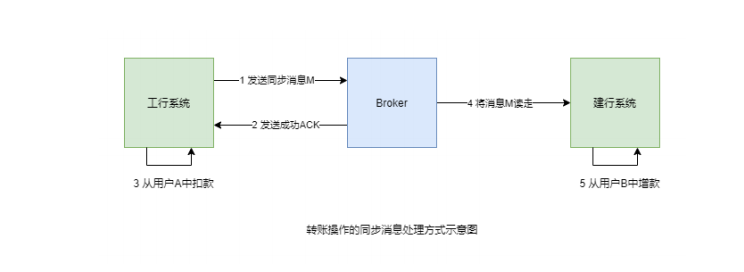 1 发送同步消息M
工行系统
Broker
4 将消息M读走
建行系统
2 发送成功ACK
3 从用户A中扣款
5 从用户B中增款
转账操作的同步消息处理方式示意图